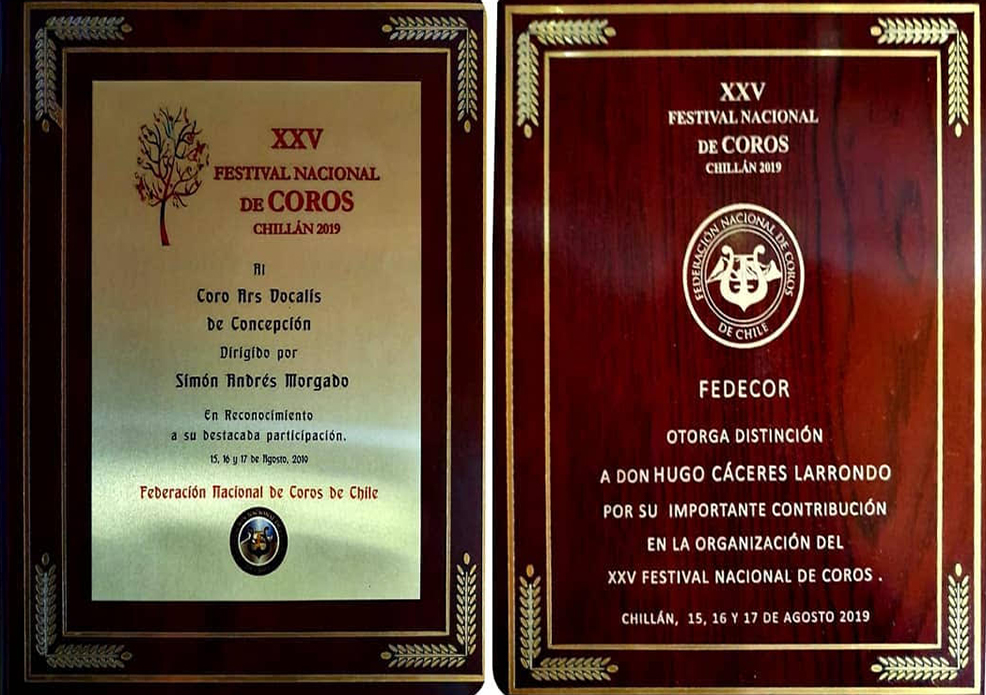 XXV
FESTIVAL NACIONAL
DE COROS
CHILLÁN 2019
Al
Coro Ars Vocalis
de Concepción
Dirigido por
Simón Andrés Morgado
En Reconocimiento
a su destacada participación.
15, 16 y 17 de Agosto, 2019
Federación Nacional de Coros de Chile
XXV
FESTIVAL NACIONAL
DE COROS
CHILLÁN 2019
FEDERACIÓN NACIONAL DE COROS
DE CHILE
FEDECOR
OTORGA DISTINCIÓN
A DON HUGO CÁCERES LARRONDO
POR SU IMPORTANTE CONTRIBUCIÓN
EN LA ORGANIZACIÓN DEL
XXV FESTIVAL NACIONAL DE COROS .
CHILLÁN, 15, 16 Y 17 DE AGOSTO 2019